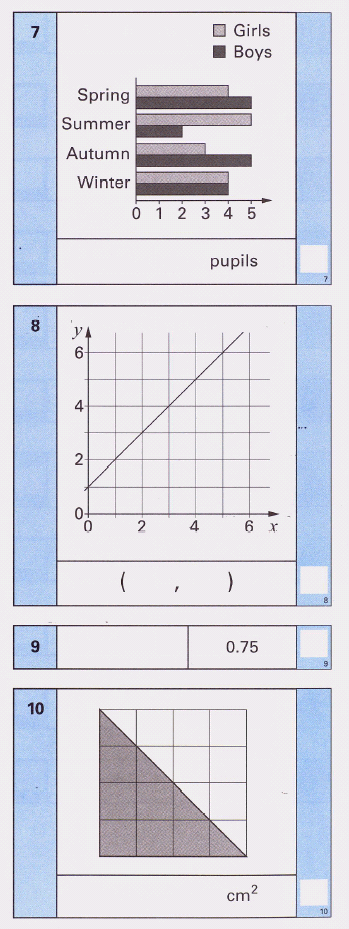 7
Girls
Boys
Spring
Summer
Autumn
Winter
0 1 2 3 4 5
pupils
7
8
y
6
4
2
0
0 2 4 6 x
( , )
8
9
0.75
9
10
cm²
10